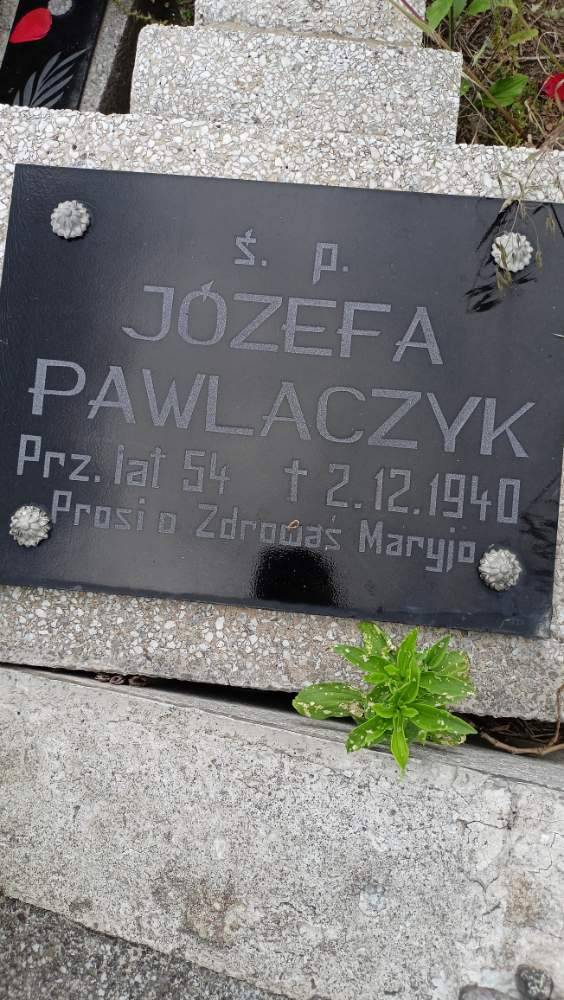 ś. p.
JÓZEFA
PAWLACZYK
Prz. lat 54 † 2.12.1940
Prosi o Zdrowaś Maryjo